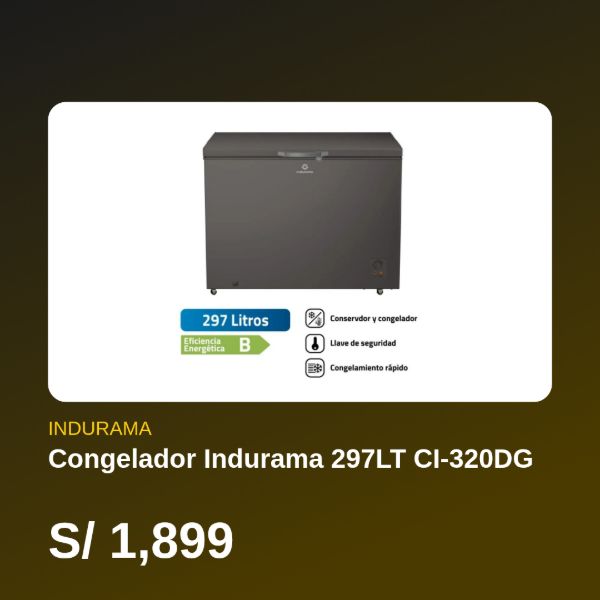 indurama
297 Litros
Eficiencia
Energética
B
Conservdor y congelador
Llave de seguridad
Congelamiento rápido
INDURAMA
Congelador Indurama 297LT CI-320DG
S/ 1,899